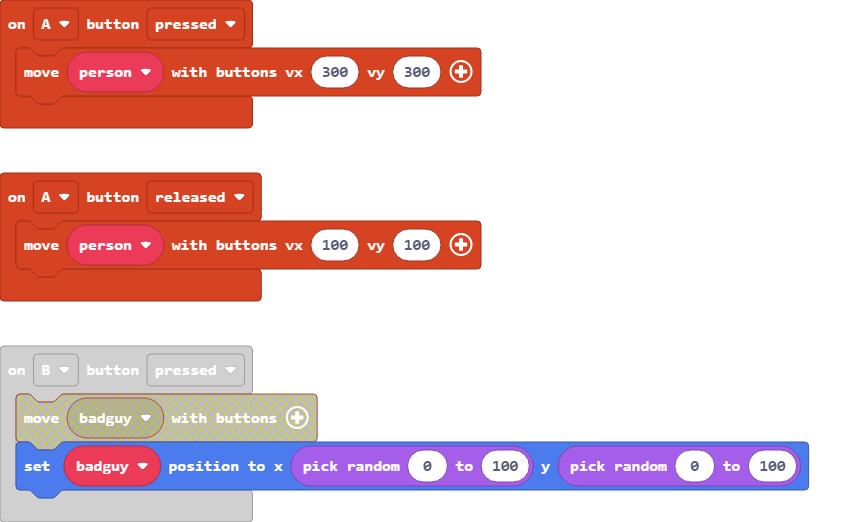 on A button pressed
move person with buttons vx 300 vy 300
on A button released
move person with buttons vx 100 vy 100
on B button pressed
move badguy with buttons
set badguy position to x pick random 0 to 100 y pick random 0 to 100